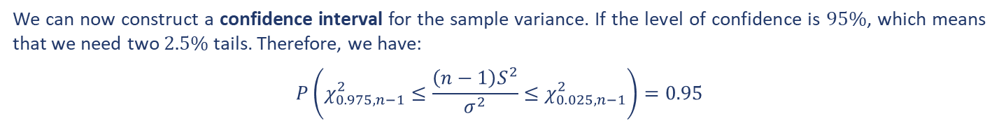 We can now construct a confidence interval for the sample variance. If the level of confidence is 95%, which means
that we need two 2.5% tails. Therefore, we have:
P(χ²₀.₉₇₅,ₙ₋₁ ≤ (n − 1)S² / σ² ≤ χ²₀.₀₂₅,ₙ₋₁) = 0.95